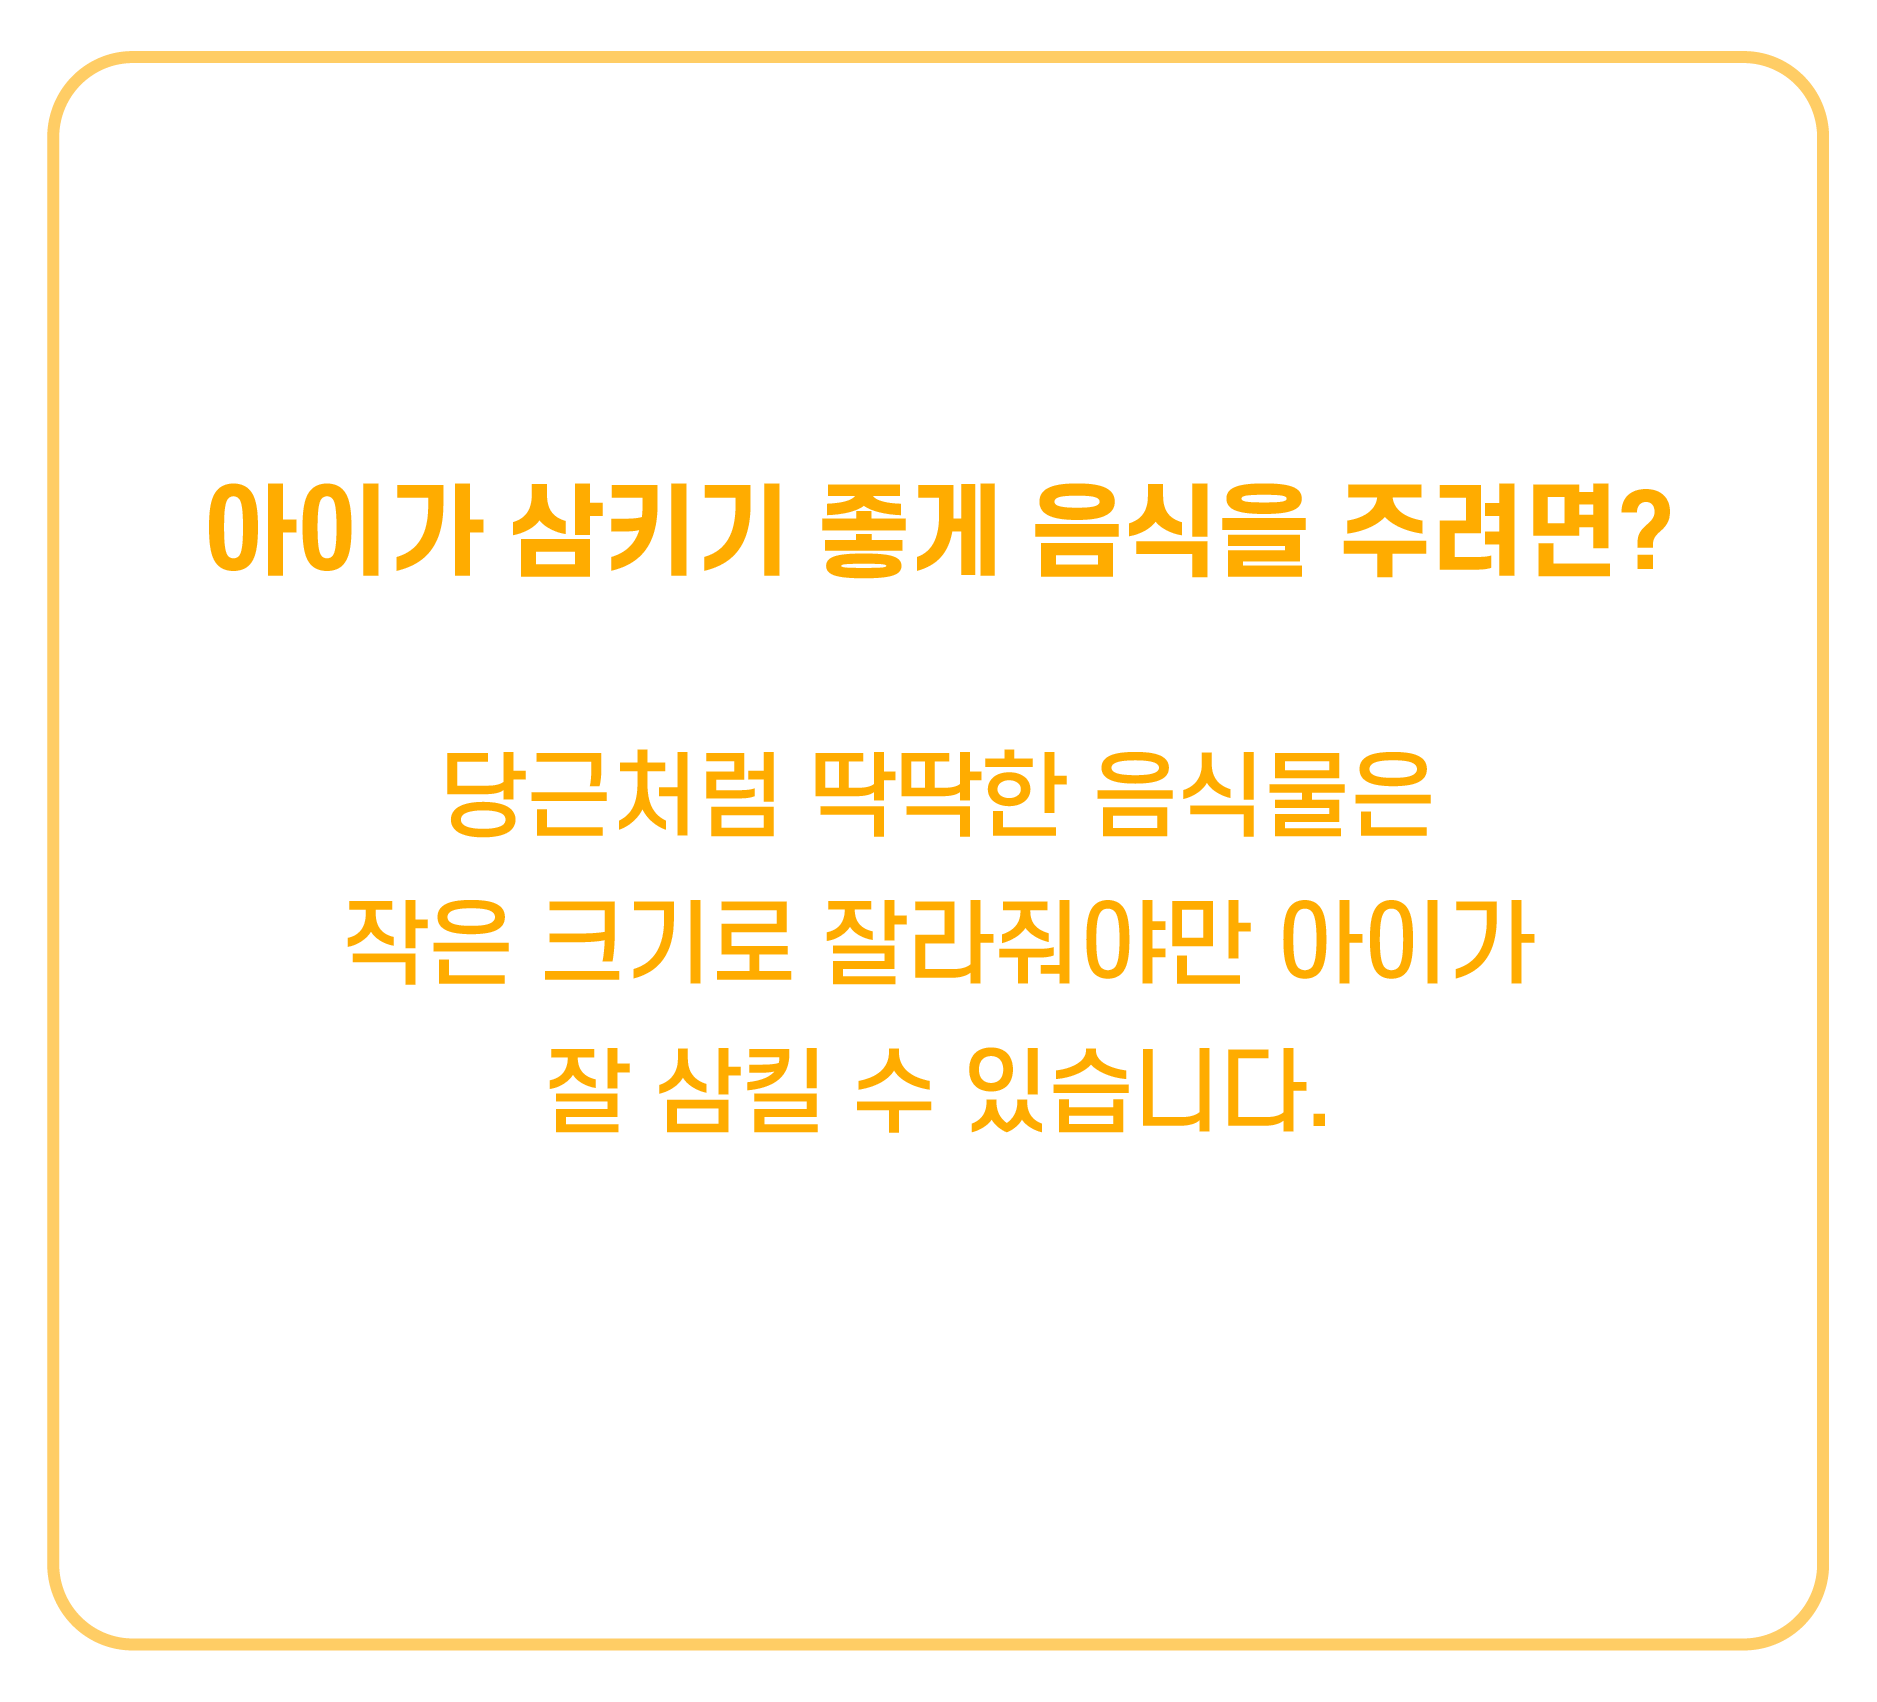 아이가 삼키기 좋게 음식을 주려면?
당근처럼 딱딱한 음식물은
작은 크기로 잘라줘야만 아이가
잘 삼킬 수 있습니다.